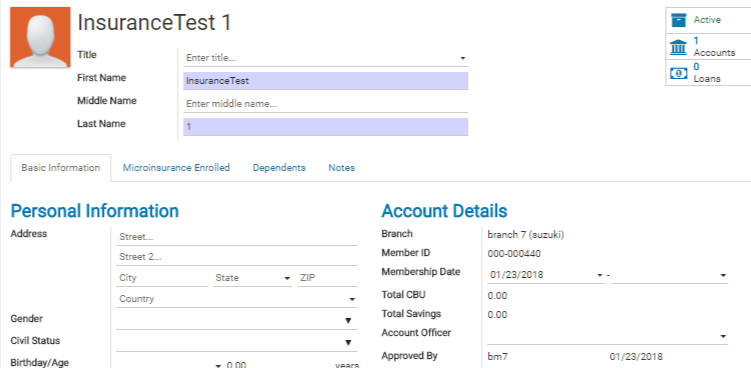 InsuranceTest 1
Title Enter title...
First Name InsuranceTest
Middle Name Enter middle name...
Last Name 1
Active
1
Accounts
0
Loans
Basic Information Microinsurance Enrolled Dependents Notes
Personal Information
Address Street...
Street 2...
City State ZIP
Country
Gender
Civil Status
Birthday/Age 0.00 years
Account Details
Branch branch 7 (suzuki)
Member ID 000-000440
Membership Date 01/23/2018 -
Total CBU 0.00
Total Savings 0.00
Account Officer
Approved By bm7 01/23/2018